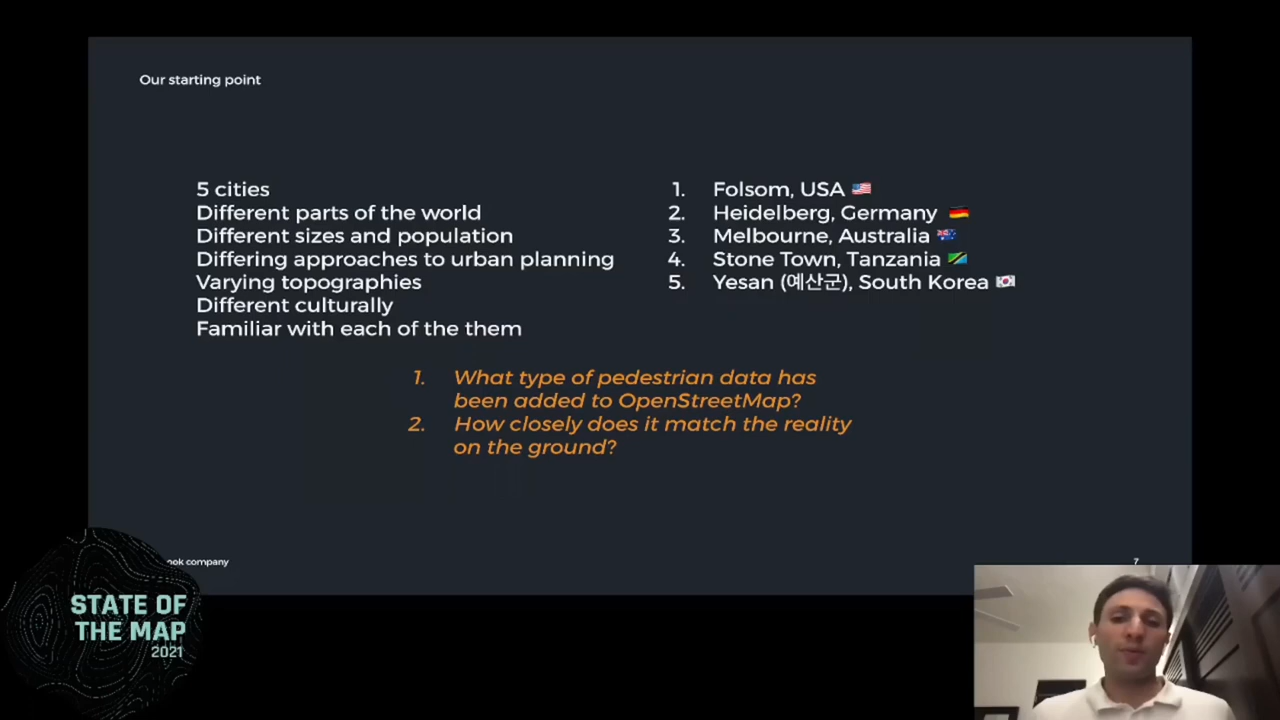 Our starting point
5 cities
Different parts of the world
Different sizes and population
Differing approaches to urban planning
Varying topographies
Different culturally
Familiar with each of the them
1. Folsom, USA
2. Heidelberg, Germany
3. Melbourne, Australia
4. Stone Town, Tanzania
5. Yesan (예산군), South Korea
1. What type of pedestrian data has
been added to OpenStreetMap?
2. How closely does it match the reality
on the ground?
company
7
STATE OF
THE MAP
2021